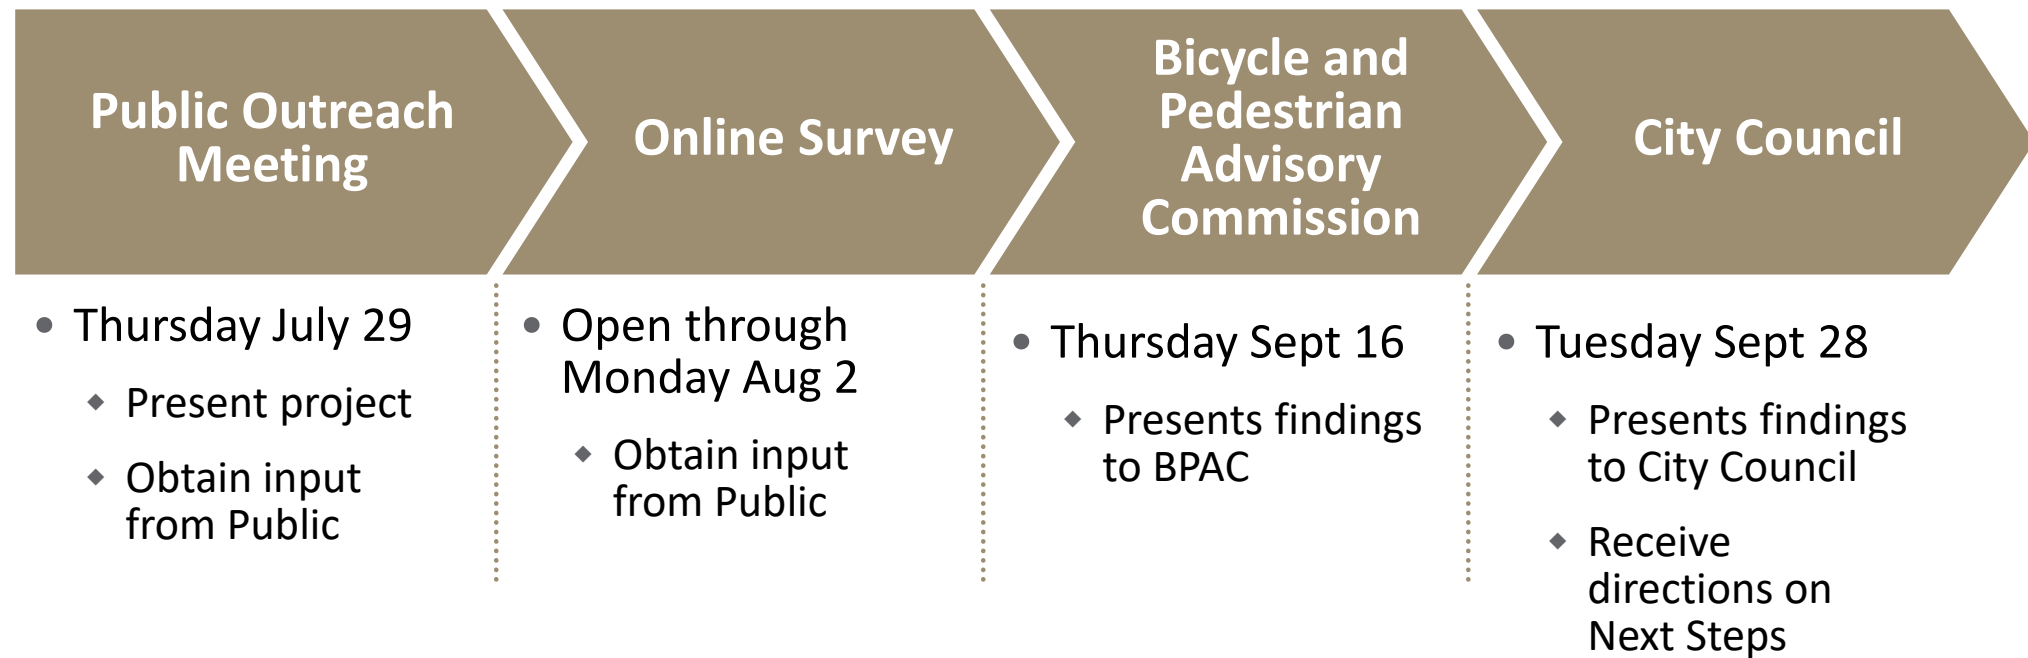 Public Outreach
Meeting
Online Survey
Bicycle and
Pedestrian
Advisory
Commission
City Council
• Thursday July 29
◆ Present project
◆ Obtain input
from Public
• Open through
Monday Aug 2
◆ Obtain input
from Public
• Thursday Sept 16
◆ Presents findings
to BPAC
• Tuesday Sept 28
◆ Presents findings
to City Council
◆ Receive
directions on
Next Steps